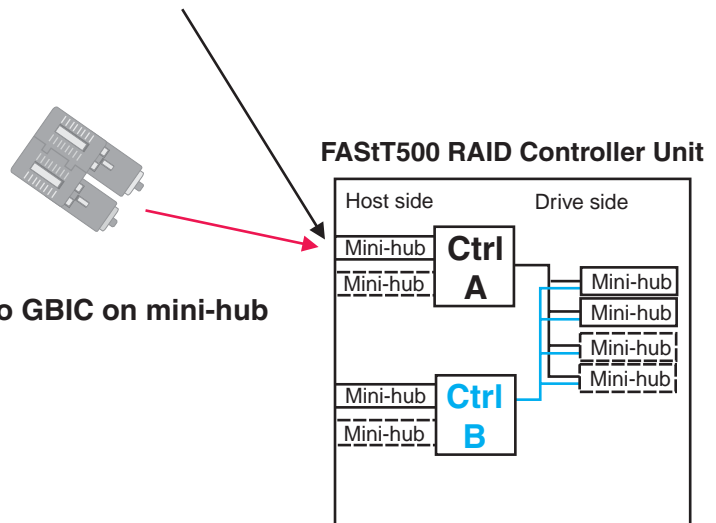 FAStT500 RAID Controller Unit
Host side
Drive side
Mini-hub
Mini-hub
Ctrl
A
Mini-hub
Mini-hub
Mini-hub
Mini-hub
o GBIC on mini-hub
Mini-hub
Mini-hub
Ctrl
B